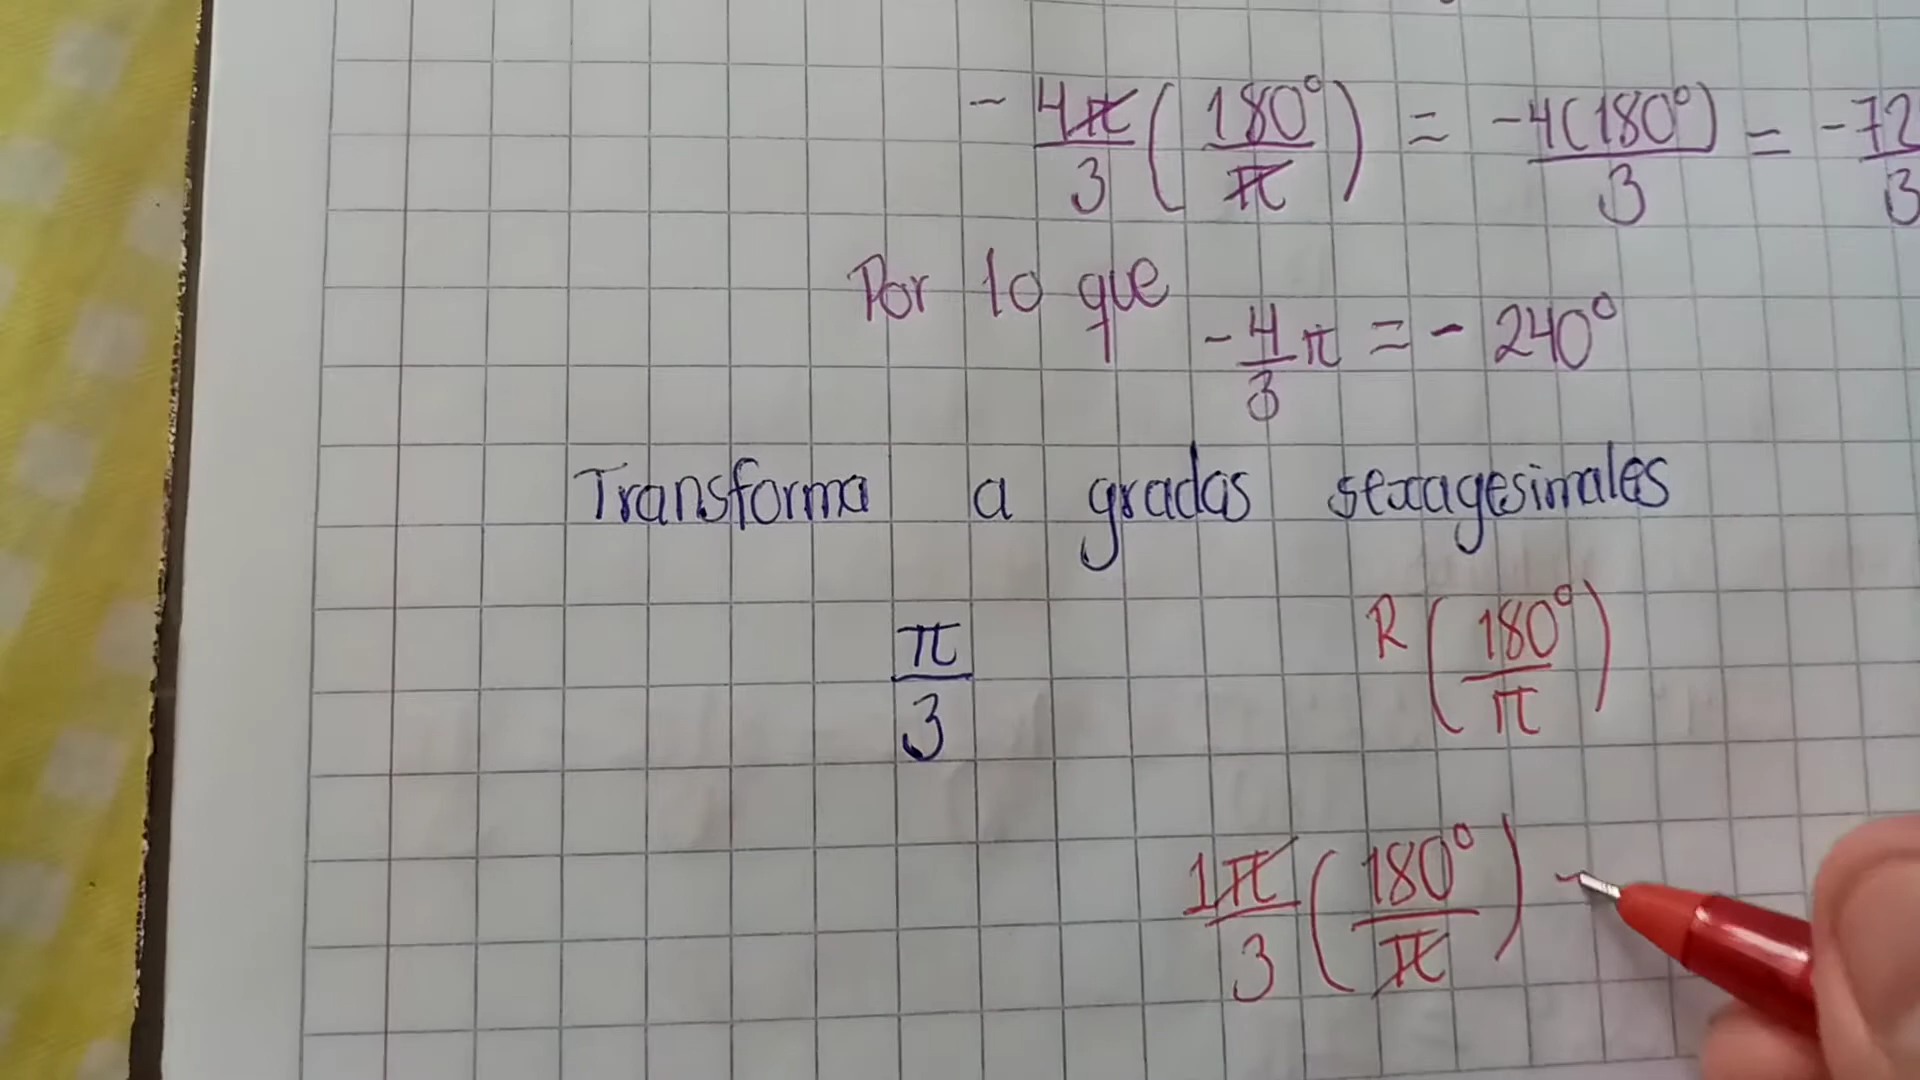 - 4π/3 ( 180° / π ) = -4(180°)/3 = -72/3
Por lo que
- 4/3 π = - 240°
Transforma a grados sexagesimales
π/3 R ( 180° / π )
1π/3 ( 180° / π ) -